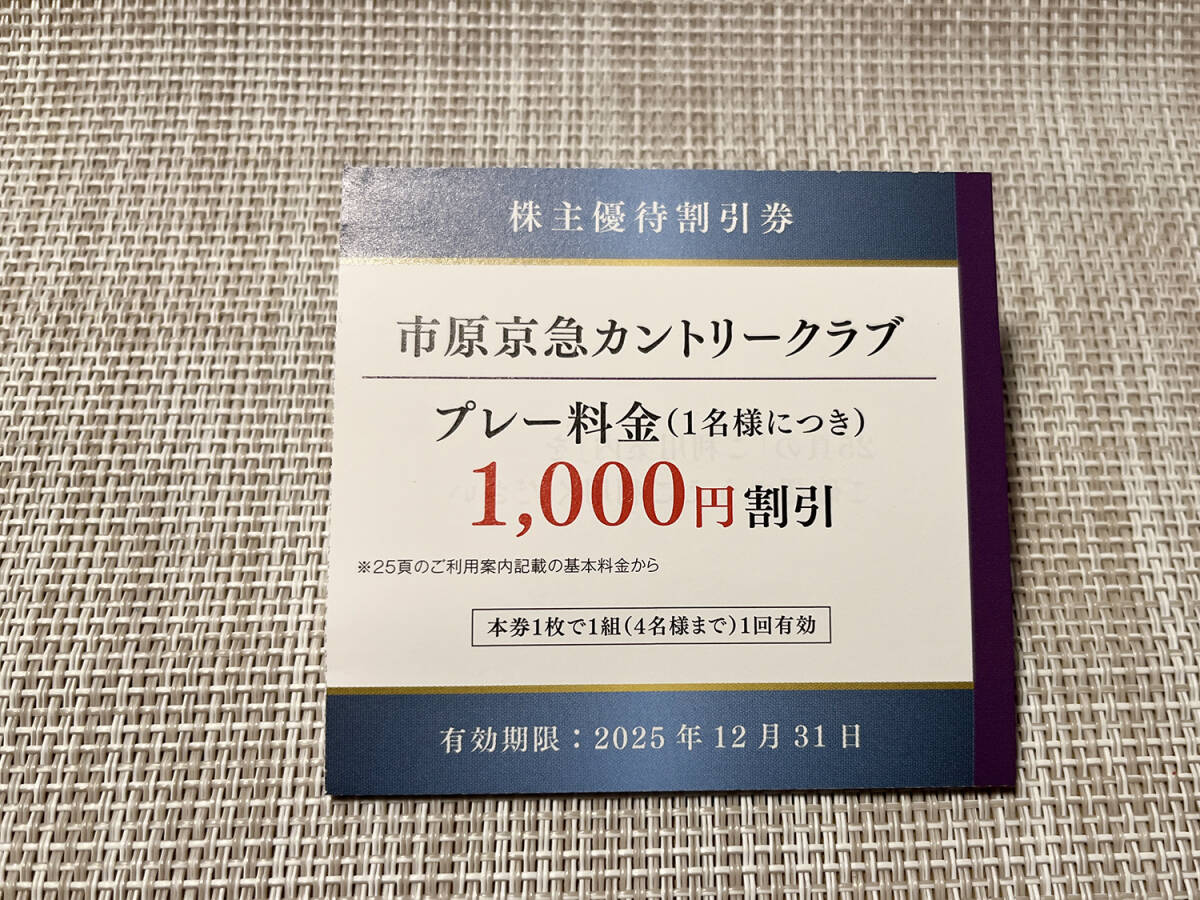 株主優待割引券
市原京急カントリークラブ
プレー料金(1名様につき)
1,000円割引
※25頁のご利用案内記載の基本料金から
本券1枚で1組(4名様まで)1回有効
有効期限：2025年12月31日